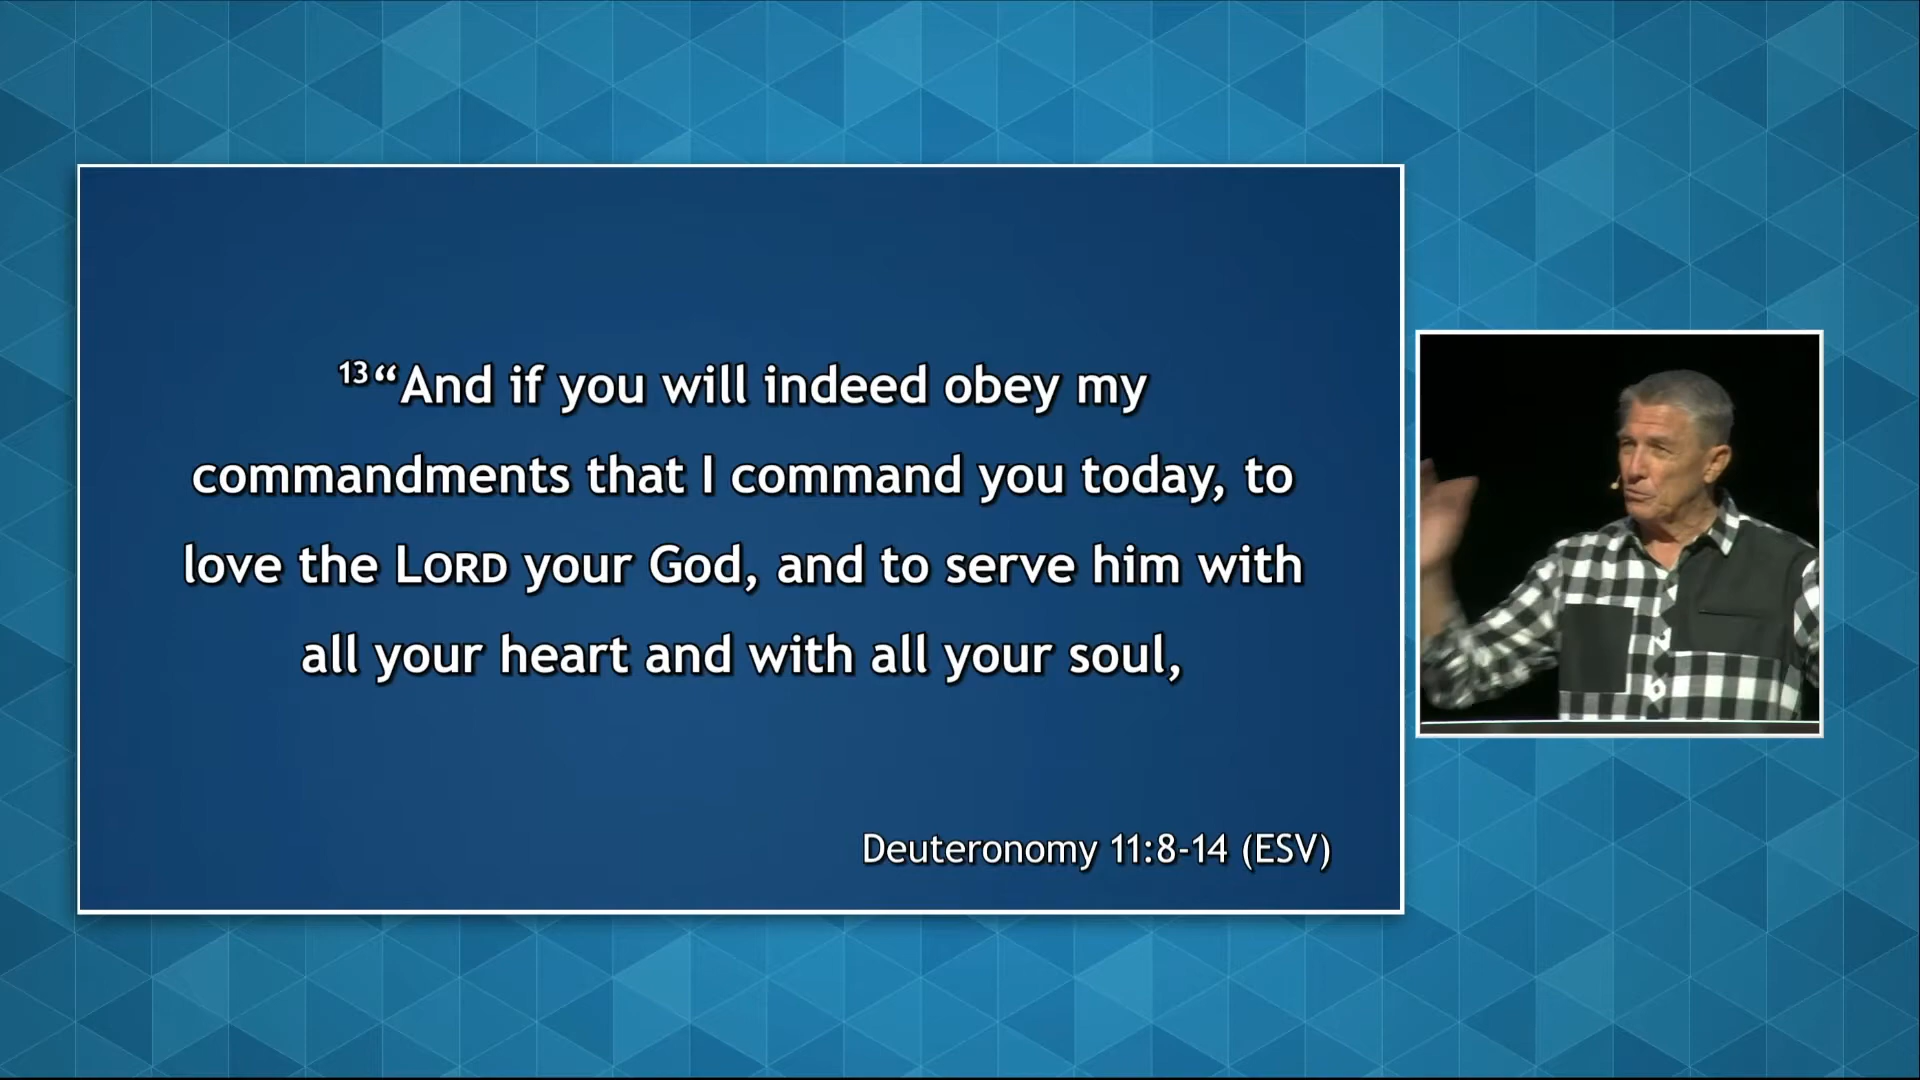 13“And if you will indeed obey my
commandments that I command you today, to
love the LORD your God, and to serve him with
all your heart and with all your soul,
Deuteronomy 11:8-14 (ESV)